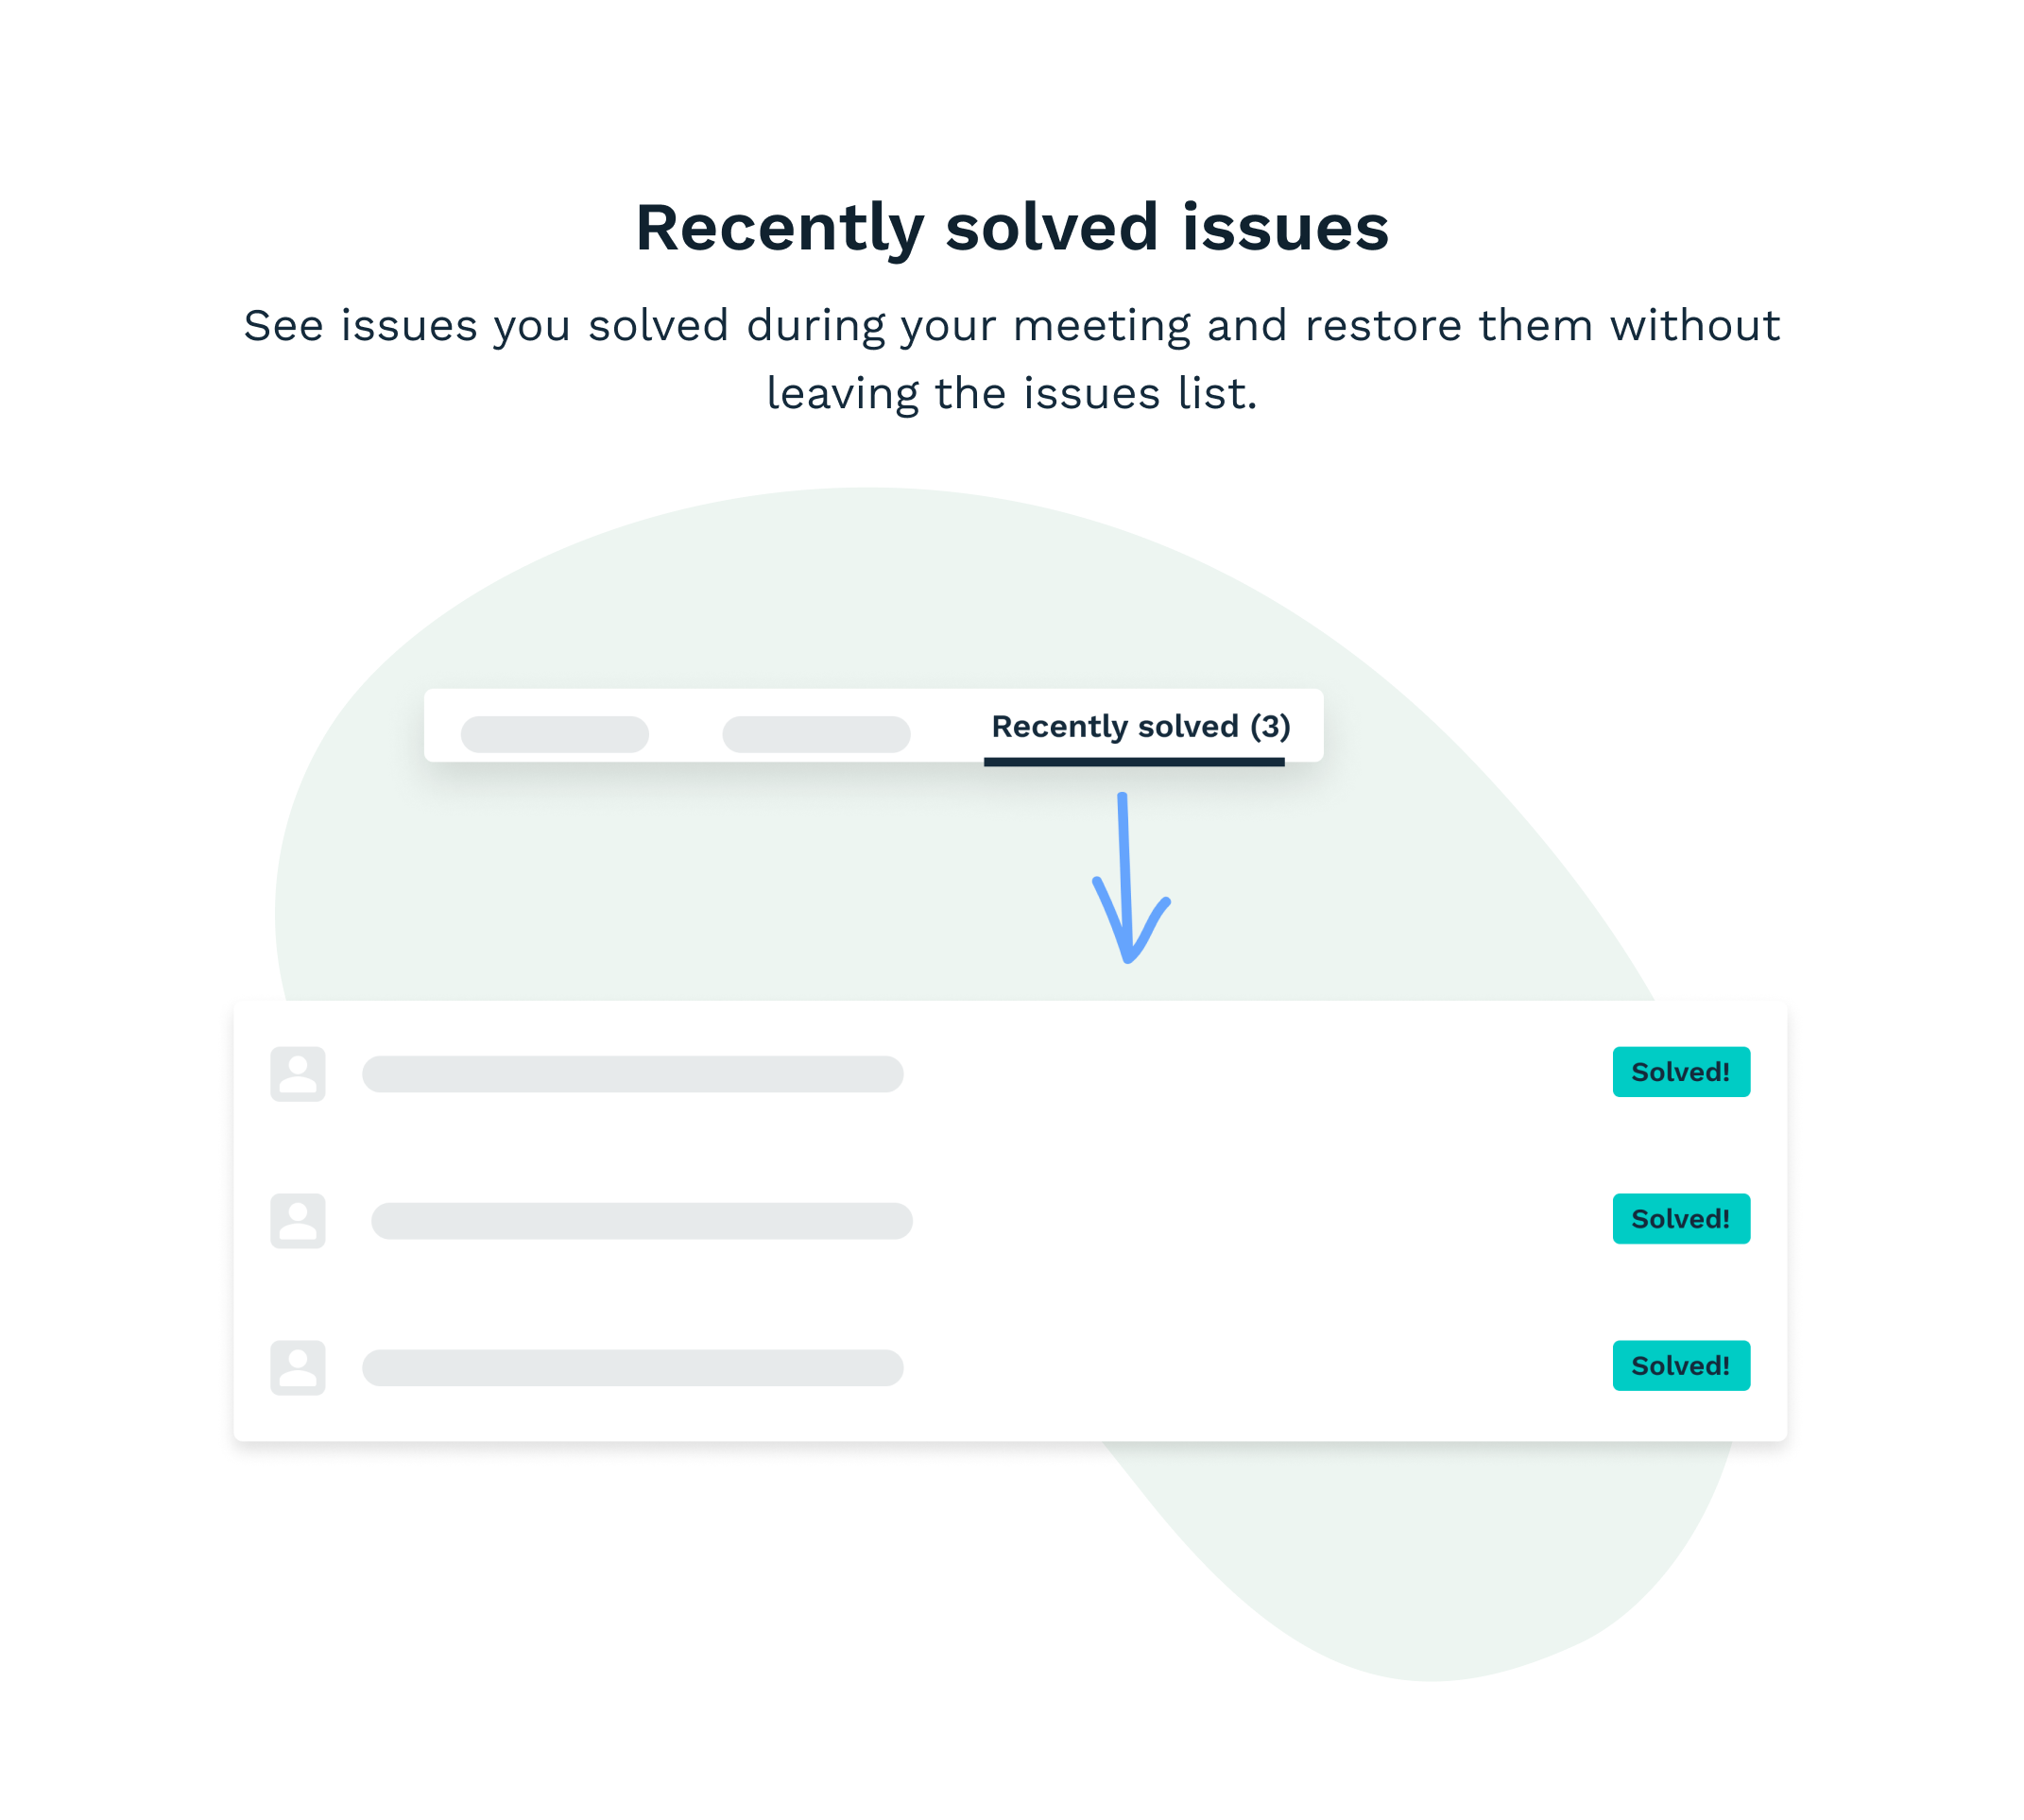 Recently solved issues
See issues you solved during your meeting and restore them without
leaving the issues list.
Recently solved (3)
Solved!
Solved!
Solved!